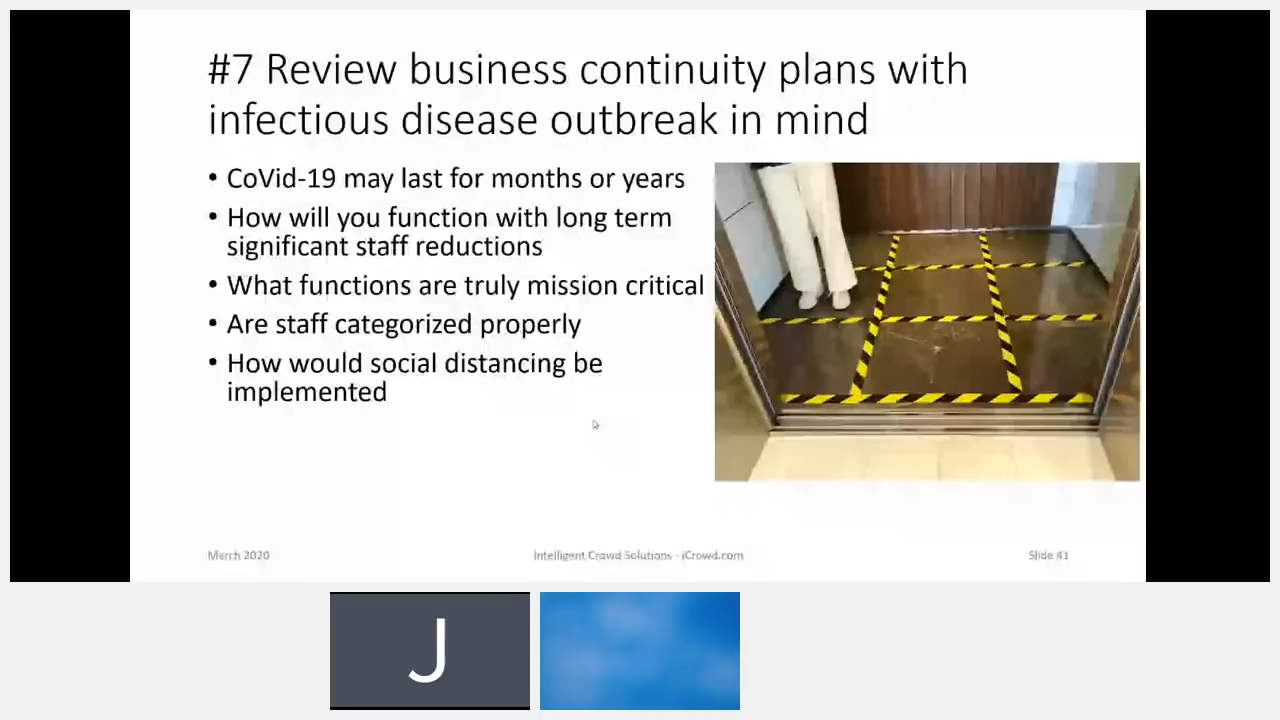 #7 Review business continuity plans with
infectious disease outbreak in mind
• CoVid-19 may last for months or years
• How will you function with long term
significant staff reductions
• What functions are truly mission critical
• Are staff categorized properly
• How would social distancing be
implemented
March 2020
Intelligent Crowd Solutions - iCrowd.com
Slide 41
J